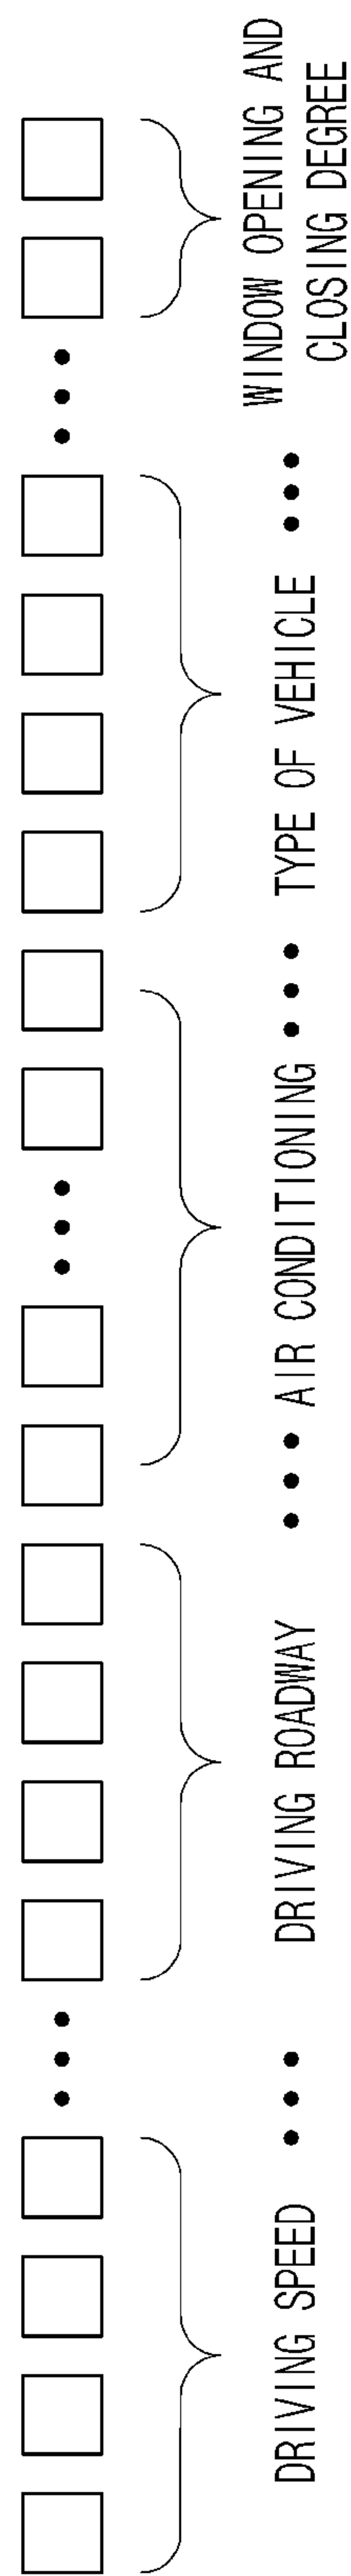 DRIVING SPEED
DRIVING ROADWAY
AIR CONDITIONING
TYPE OF VEHICLE
WINDOW OPENING AND
CLOSING DEGREE